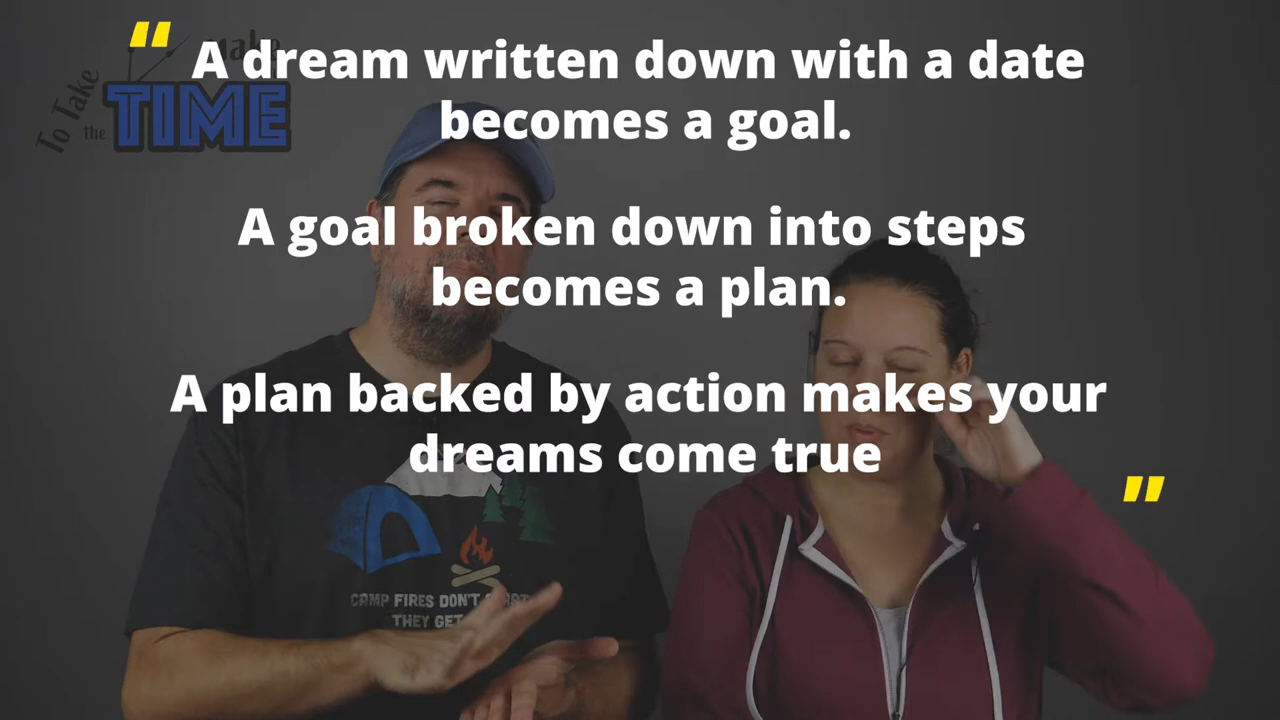 "A dream written down with a date
becomes a goal.
A goal broken down into steps
becomes a plan.
A plan backed by action makes your
dreams come true"
Make
To Take
the TIME
CAMP FIRES DON'T
THEY GET